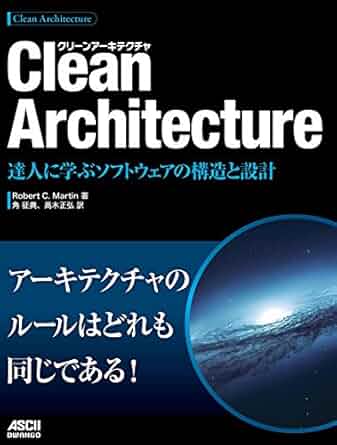 Clean Architecture
クリーンアーキテクチャ
Clean
Architecture
達人に学ぶソフトウェアの構造と設計
Robert C. Martin 著
角 征典、高木正弘 訳
アーキテクチャの
ルールはどれも
同じである！
ASCII
DWANGO